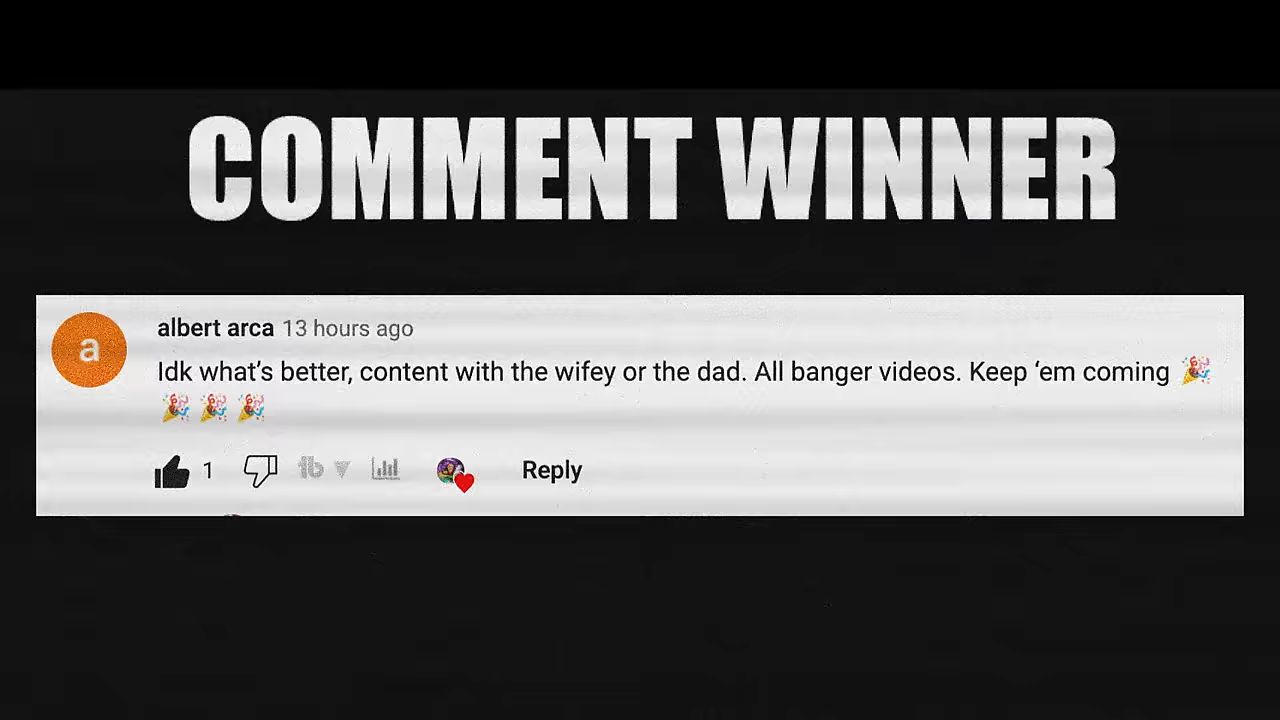 COMMENT WINNER
a
albert arca 13 hours ago
Idk what's better, content with the wifey or the dad. All banger videos. Keep ‘em coming 🎉
🎉 🎉 🎉
1 tb Reply